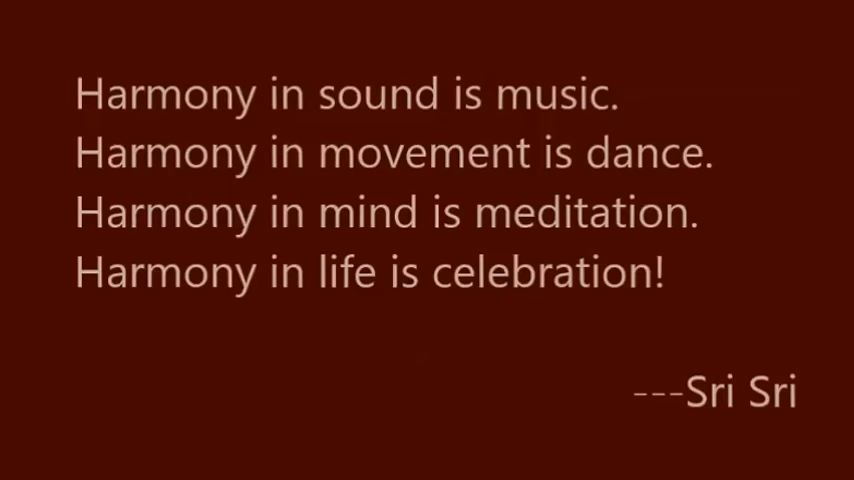 Harmony in sound is music.
Harmony in movement is dance.
Harmony in mind is meditation.
Harmony in life is celebration!
---Sri Sri